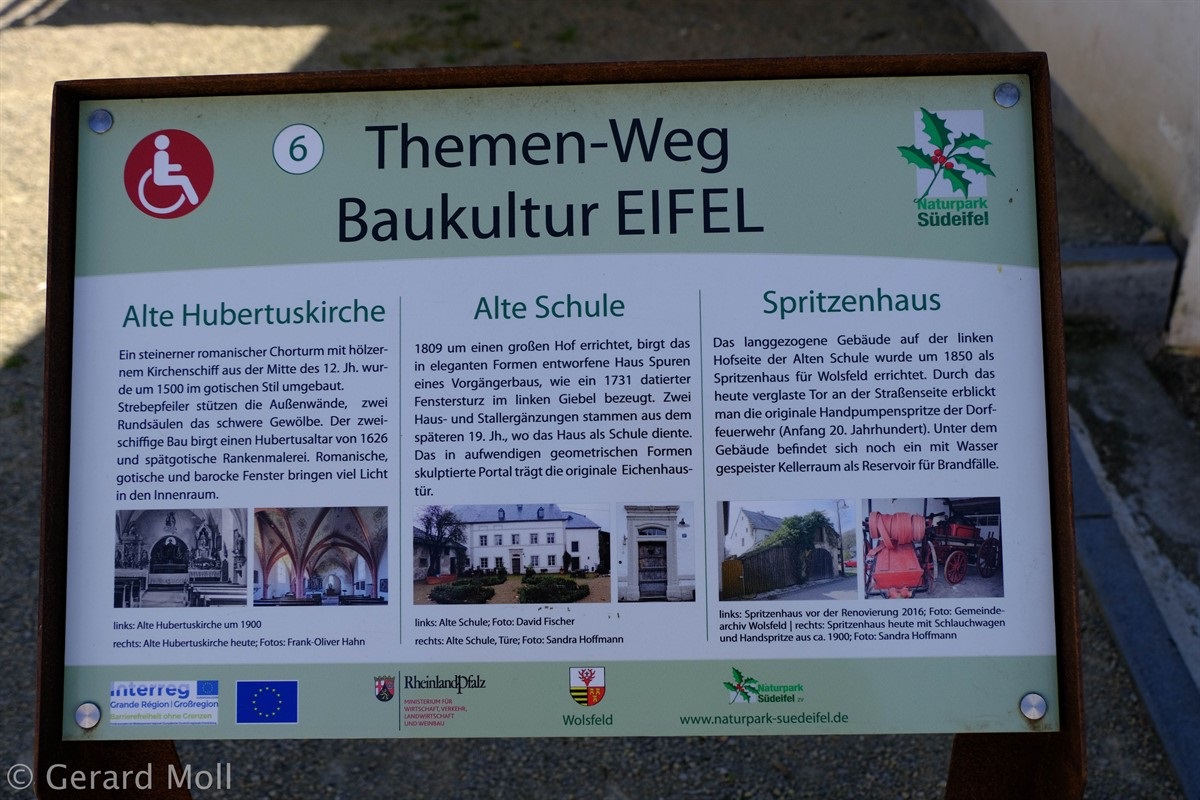 6
Themen-Weg
Baukultur EIFEL
Naturpark
Südeifel
Alte Hubertuskirche
Ein steinerner romanischer Chorturm mit hölzer-
nem Kirchenschiff aus der Mitte des 12. Jh. wur-
de um 1500 im gotischen Stil umgebaut.
Strebepfeiler stützen die Außenwände, zwei
Rundsäulen das schwere Gewölbe. Der zwei-
schiffige Bau birgt einen Hubertusaltar von 1626
und spätgotische Rankenmalerei. Romanische,
gotische und barocke Fenster bringen viel Licht
in den Innenraum.
links: Alte Hubertuskirche um 1900
rechts: Alte Hubertuskirche heute; Fotos: Frank-Oliver Hahn
Alte Schule
1809 um einen großen Hof errichtet, birgt das
in eleganten Formen entworfene Haus Spuren
eines Vorgängerbaus, wie ein 1731 datierter
Fenstersturz im linken Giebel bezeugt. Zwei
Haus- und Stallergänzungen stammen aus dem
späteren 19. Jh., wo das Haus als Schule diente.
Das in aufwendigen geometrischen Formen
skulptierte Portal trägt die originale Eichenhaus-
tür.
links: Alte Schule; Foto: David Fischer
rechts: Alte Schule, Türe; Foto: Sandra Hoffmann
Spritzenhaus
Das langgezogene Gebäude auf der linken
Hofseite der Alten Schule wurde um 1850 als
Spritzenhaus für Wolsfeld errichtet. Durch das
heute verglaste Tor an der Straßenseite erblickt
man die originale Handpumpenspritze der Dorf-
feuerwehr (Anfang 20. Jahrhundert). Unter dem
Gebäude befindet sich noch ein mit Wasser
gespeister Kellerraum als Reservoir für Brandfälle.
links: Spritzenhaus vor der Renovierung 2016; Foto: Gemeinde-
archiv Wolsfeld | rechts: Spritzenhaus heute mit Schlauchwagen
und Handspritze aus ca. 1900; Foto: Sandra Hoffmann
Interreg
Grande Région | Großregion
Barrierefreiheit ohne Grenzen
RheinlandPfalz
MINISTERIUM FÜR
WIRTSCHAFT, VERKEHR,
LANDWIRTSCHAFT
UND WEINBAU
Wolsfeld
Naturpark
Südeifel ZV
www.naturpark-suedeifel.de
© Gerard Moll